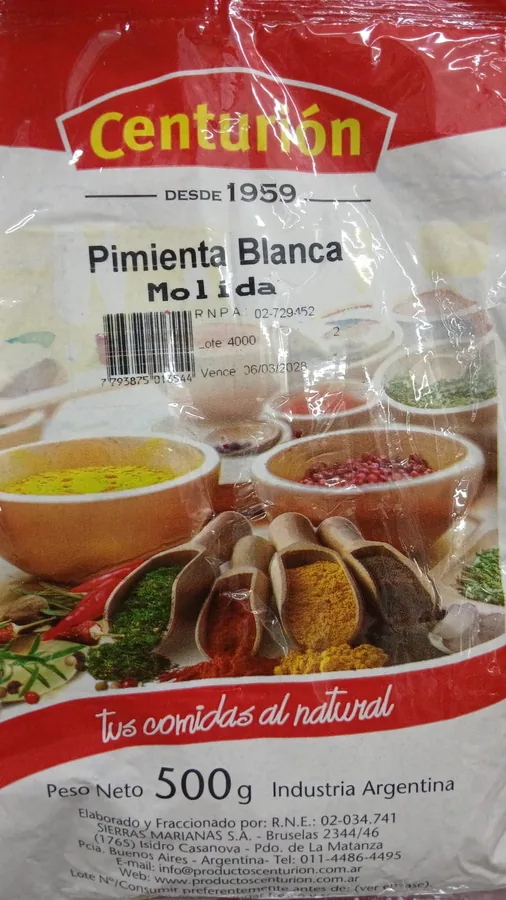 Centurión
DESDE 1959
Pimienta Blanca
Molida
R N P A 02-729452
Lote 4000 2
7 793875 013544 Vence 06/03/2028
tus comidas al natural
Peso Neto 500g Industria Argentina
Elaborado y Fraccionado por: R.N.E.: 02-034.741
SIERRAS MARIANAS S.A. - Bruselas 2344/46
(1765) Isidro Casanova - Pdo. de La Matanza
Pcia. Buenos Aires - Argentina- Tel: 011-4486-4495
E-mail: info@productoscenturion.com.ar
Web: www.productoscenturion.com.ar
Lote Nº/Consumir preferentemente antes de: (ver envase).